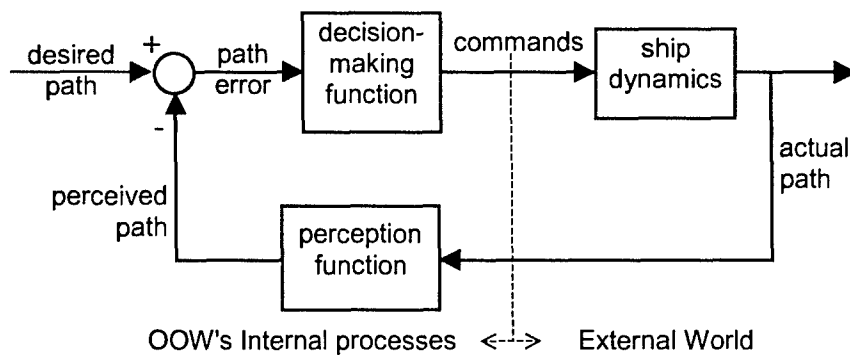 desired
path
+
-
path
error
decision-
making
function
commands
ship
dynamics
actual
path
perceived
path
perception
function
OOW's Internal processes
External World